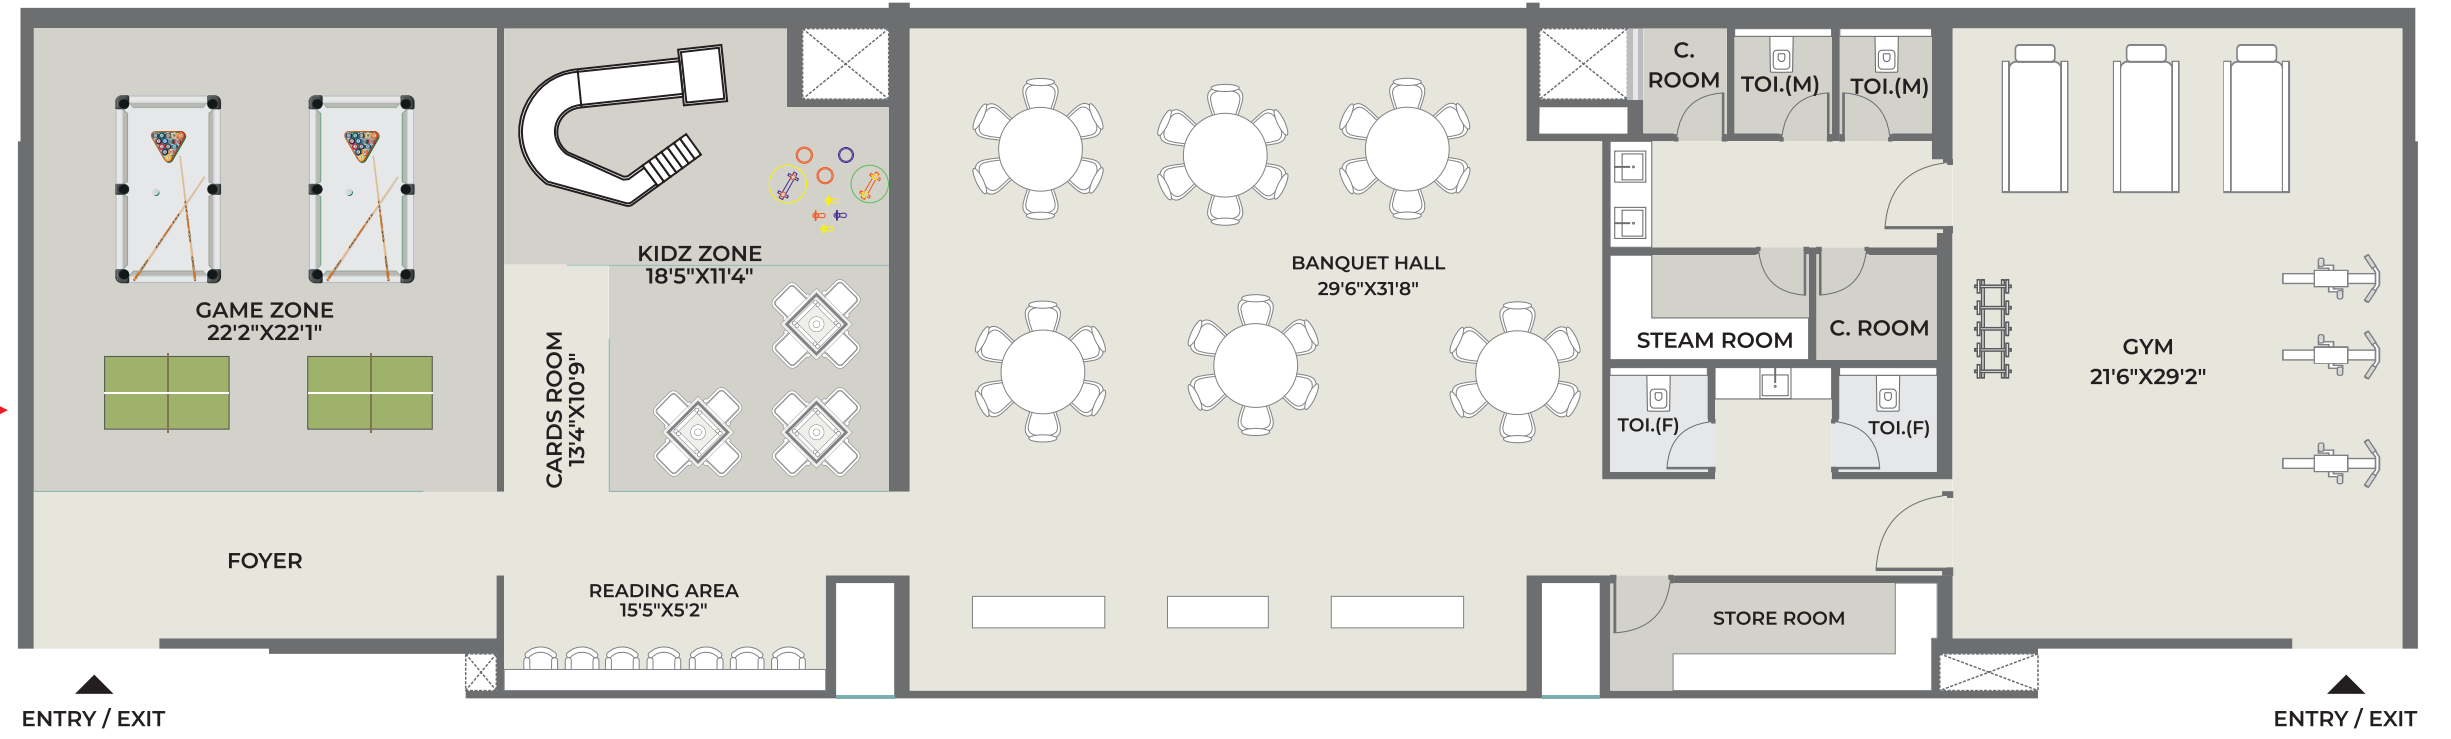 C.
ROOM
TOI.(M)
TOI.(M)
KIDZ ZONE
18'5"X11'4"
BANQUET HALL
29'6"X31'8"
GAME ZONE
22'2"X22'1"
CARDS ROOM
13'4"X10'9"
STEAM ROOM
C. ROOM
GYM
21'6"X29'2"
TOI.(F)
TOI.(F)
FOYER
READING AREA
15'5"X5'2"
STORE ROOM
ENTRY / EXIT
ENTRY / EXIT